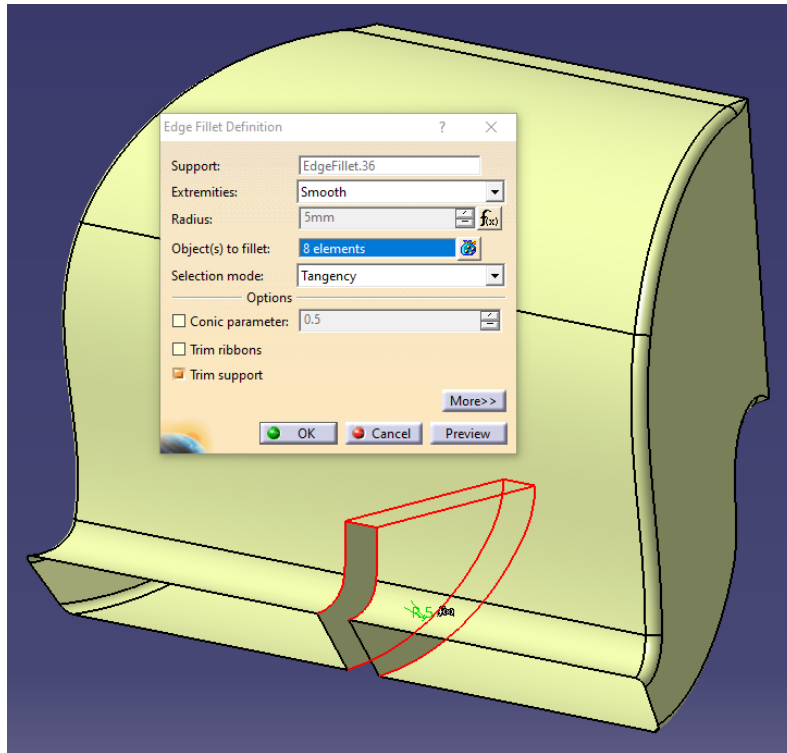 Edge Fillet Definition ? ×
Support: EdgeFillet.36
Extremities: Smooth
Radius: 5mm f(x)
Object(s) to fillet: 8 elements
Selection mode: Tangency
Options
Conic parameter: 0.5
Trim ribbons
Trim support
More>>
OK Cancel Preview
R 5 f(x)